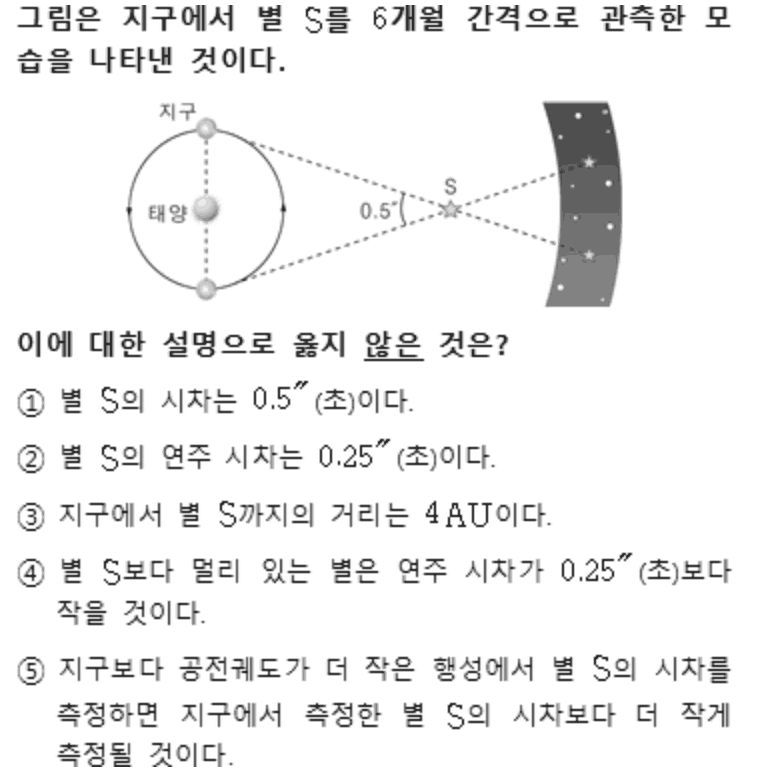 그림은 지구에서 별 S를 6개월 간격으로 관측한 모
습을 나타낸 것이다.
지구
S
태양
0.5″
이에 대한 설명으로 옳지 않은 것은?
① 별 S의 시차는 0.5″(초)이다.
② 별 S의 연주 시차는 0.25″(초)이다.
③ 지구에서 별 S까지의 거리는 4AU이다.
④ 별 S보다 멀리 있는 별은 연주 시차가 0.25″(초)보다
작을 것이다.
⑤ 지구보다 공전궤도가 더 작은 행성에서 별 S의 시차를
측정하면 지구에서 측정한 별 S의 시차보다 더 작게
측정될 것이다.